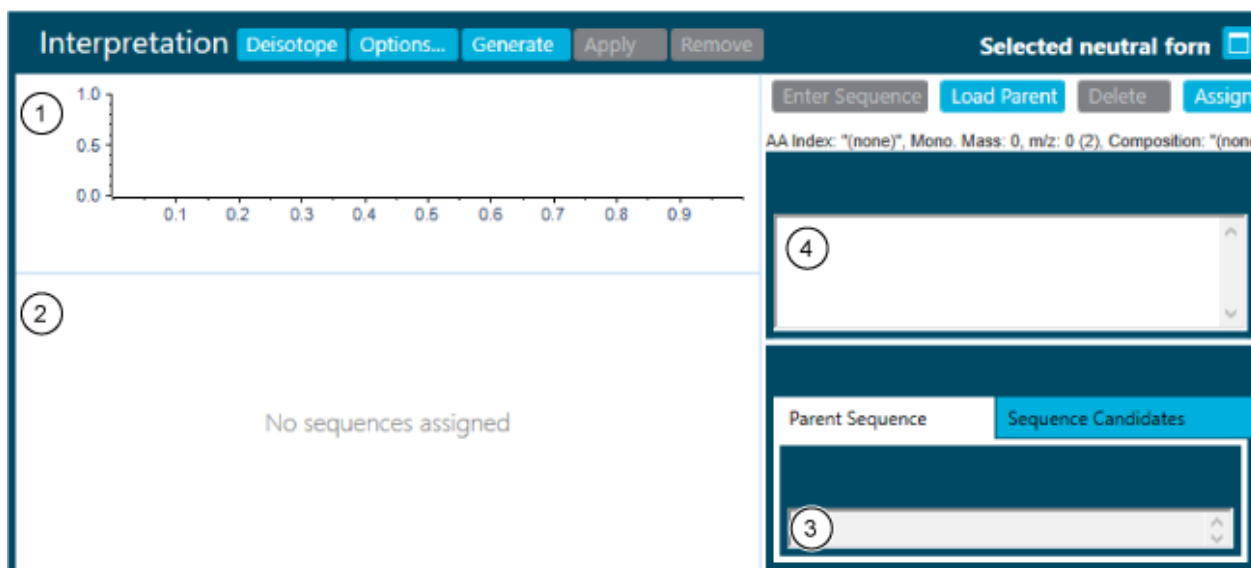 Interpretation Deisotope Options... Generate Apply Remove Selected neutral forn
Enter Sequence Load Parent Delete Assign
AA Index: "(none)", Mono. Mass: 0, m/z: 0 (2), Composition: "(none
1
1.0
0.5
0.0
0.1 0.2 0.3 0.4 0.5 0.6 0.7 0.8 0.9
4
2
No sequences assigned
Parent Sequence Sequence Candidates
3